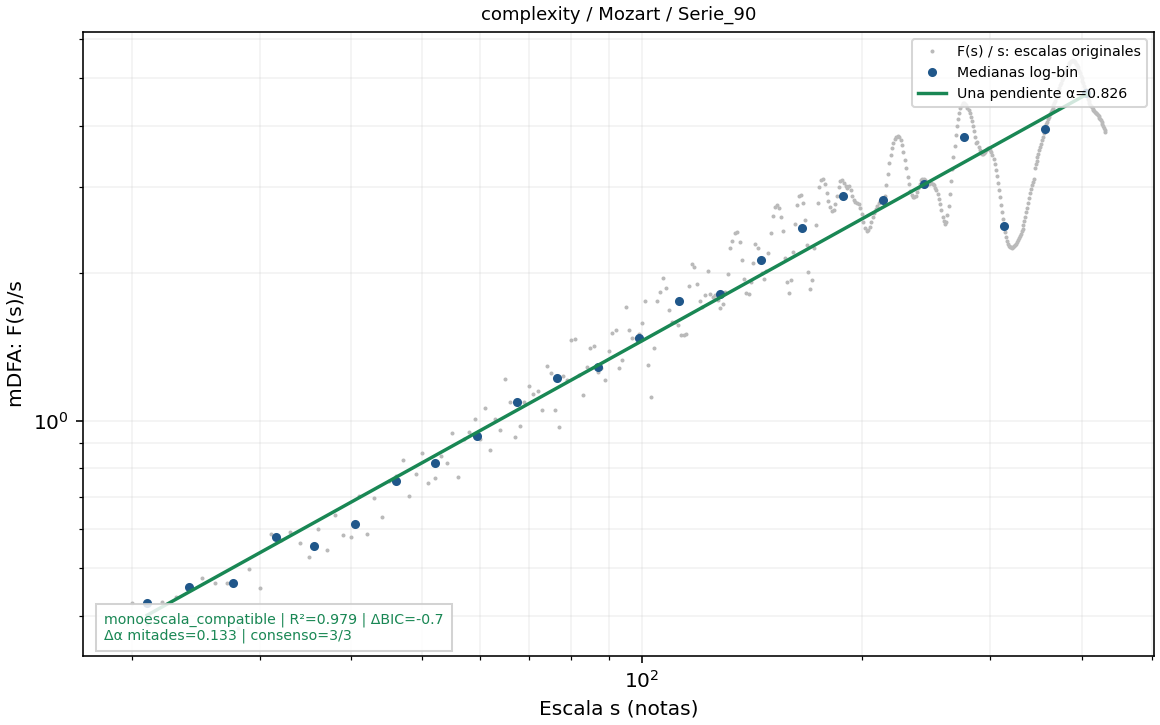 complexity / Mozart / Serie_90
F(s) / s: escalas originales
Medianas log-bin
Una pendiente α=0.826
mDFA: F(s)/s
10⁰
monoescala_compatible | R²=0.979 | ΔBIC=-0.7
Δα mitades=0.133 | consenso=3/3
10²
Escala s (notas)